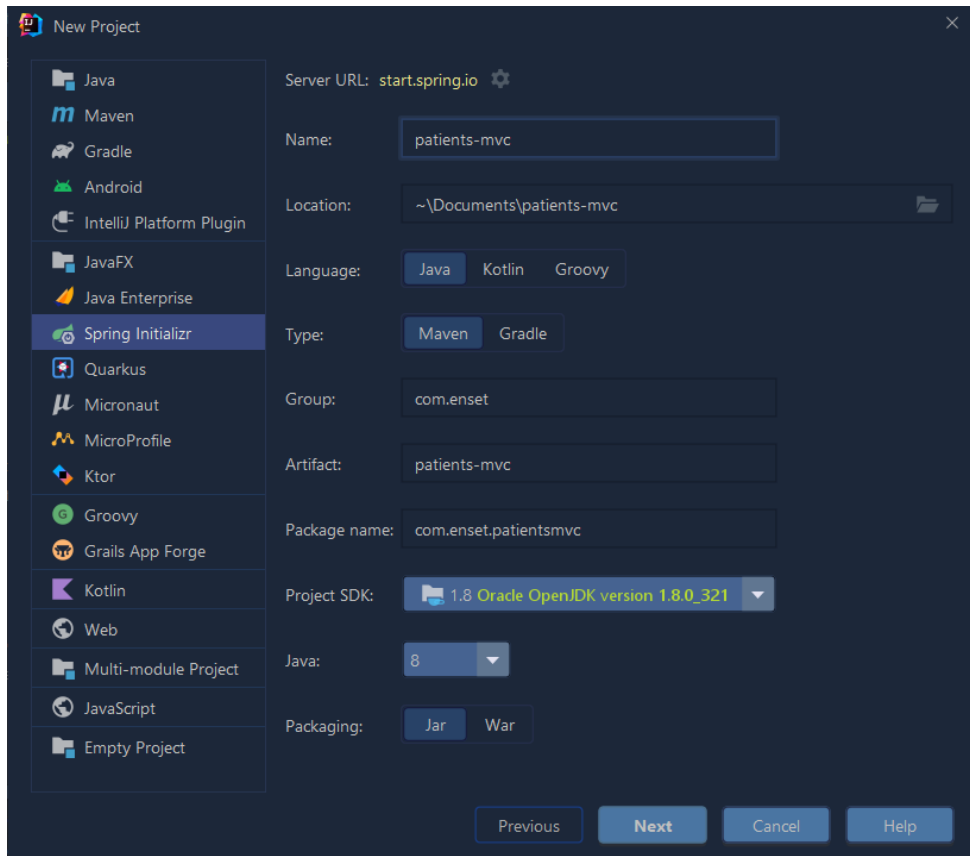 New Project
Java
Maven
Gradle
Android
IntelliJ Platform Plugin
JavaFX
Java Enterprise
Spring Initializr
Quarkus
Micronaut
MicroProfile
Ktor
Groovy
Grails App Forge
Kotlin
Web
Multi-module Project
JavaScript
Empty Project
Server URL: start.spring.io
Name: patients-mvc
Location: ~\Documents\patients-mvc
Language: Java Kotlin Groovy
Type: Maven Gradle
Group: com.enset
Artifact: patients-mvc
Package name: com.enset.patientsmvc
Project SDK: 1.8 Oracle OpenJDK version 1.8.0_321
Java: 8
Packaging: Jar War
Previous Next Cancel Help